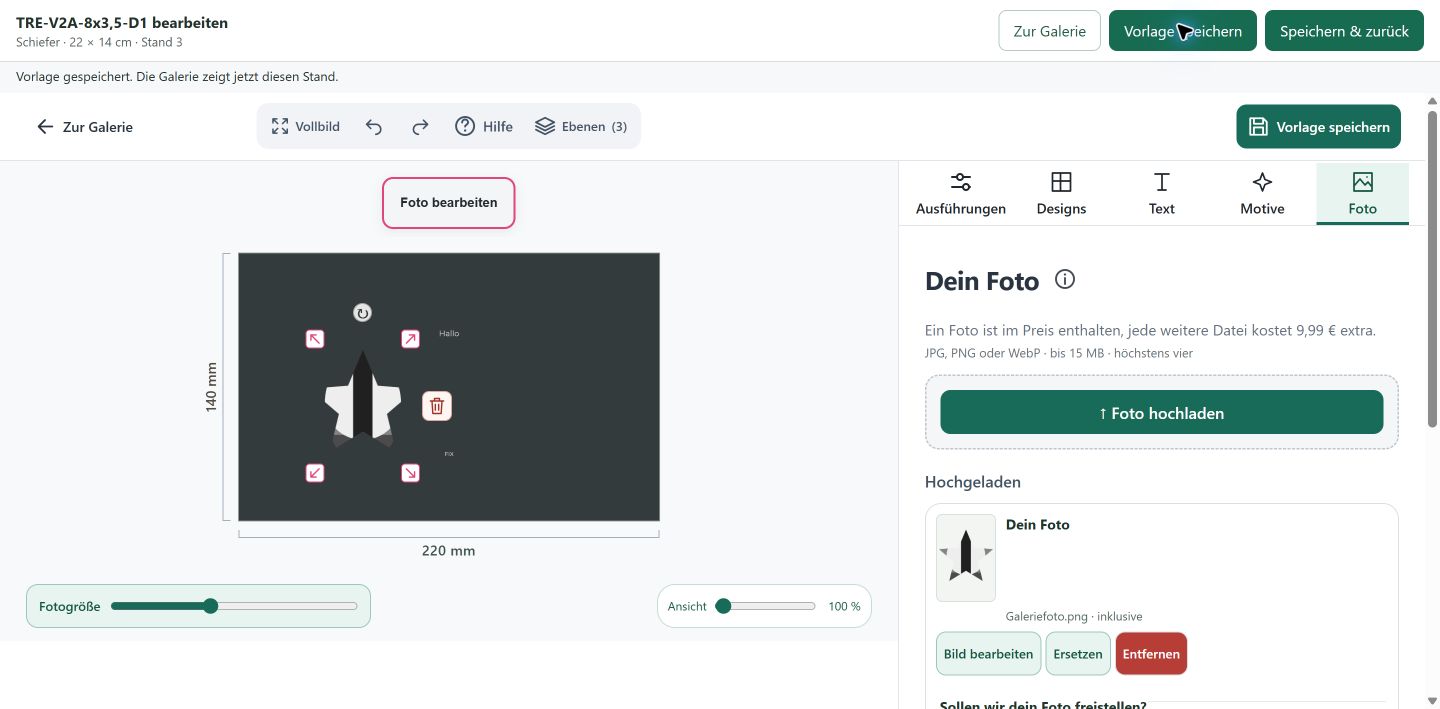 TRE-V2A-8x3,5-D1 bearbeiten
Schiefer · 22 × 14 cm · Stand 3
Zur Galerie
Vorlage speichern
Speichern & zurück
Vorlage gespeichert. Die Galerie zeigt jetzt diesen Stand.
Zur Galerie
Vollbild
Hilfe
Ebenen (3)
Vorlage speichern
Foto bearbeiten
Ausführungen
Designs
Text
Motive
Foto
140 mm
Hallo
Fix
220 mm
Fotogröße
Ansicht
100 %
Dein Foto
Ein Foto ist im Preis enthalten, jede weitere Datei kostet 9,99 € extra.
JPG, PNG oder WebP · bis 15 MB · höchstens vier
↑ Foto hochladen
Hochgeladen
Dein Foto
Galeriefoto.png · inklusive
Bild bearbeiten
Ersetzen
Entfernen
Sollen wir dein Foto freistellen?